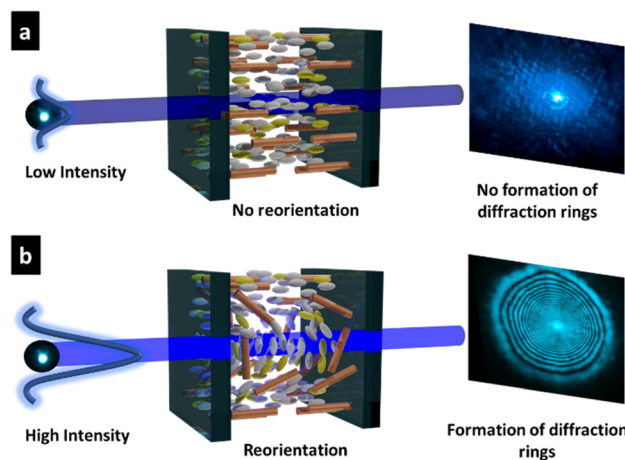 a
Low Intensity
No reorientation
No formation of
diffraction rings
b
High Intensity
Reorientation
Formation of diffraction
rings